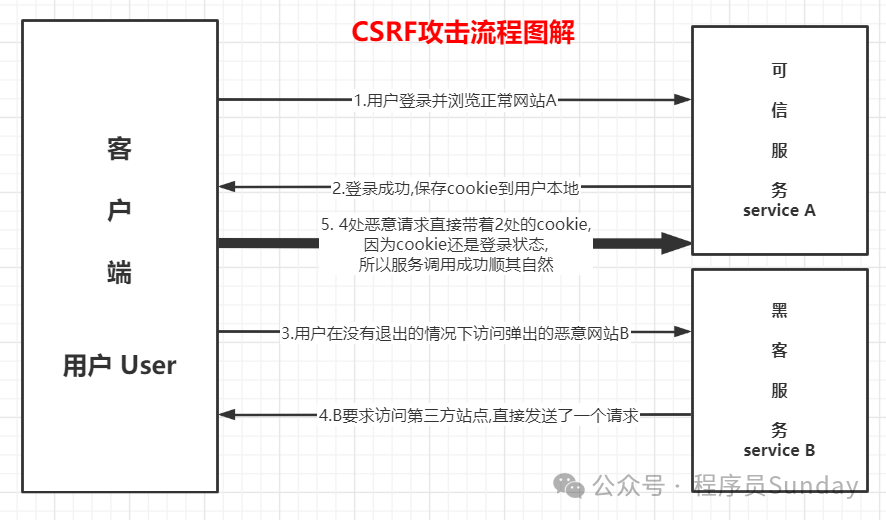 CSRF攻击流程图解
客
户
端
用户 User
1.用户登录并浏览正常网站A
2.登录成功,保存cookie到用户本地
5. 4处恶意请求直接带着2处的cookie,
因为cookie还是登录状态,
所以服务调用成功顺其自然
3.用户在没有退出的情况下访问弹出的恶意网站B
4.B要求访问第三方站点,直接发送了一个请求
可
信
服
务
service A
黑
客
服
务
service B
公众号 · 程序员Sunday